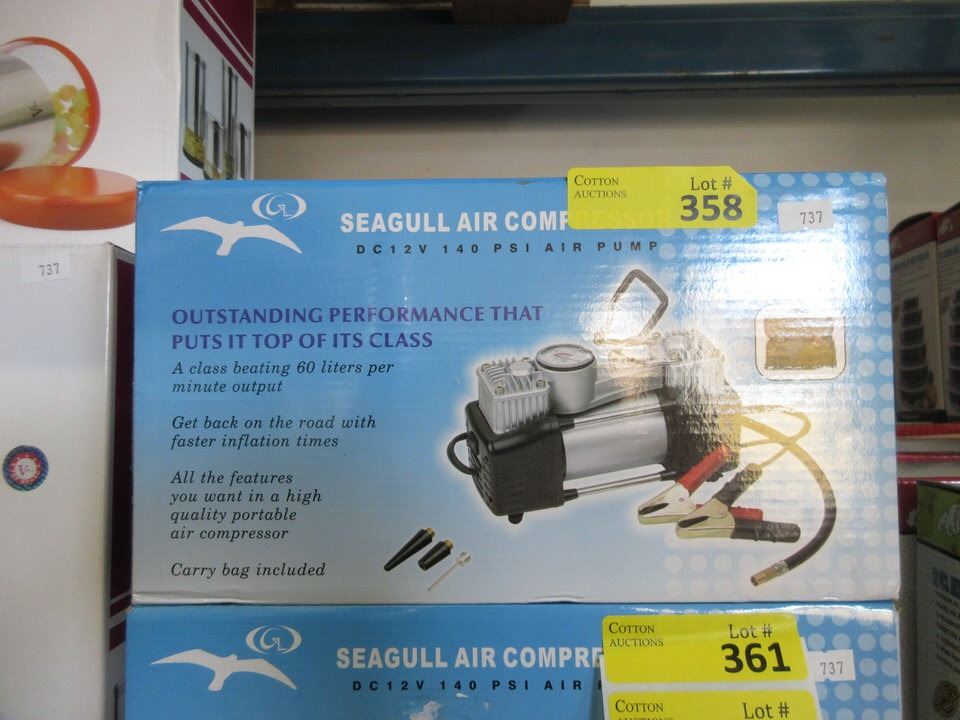 COTTON
AUCTIONS
Lot #
358
737
SEAGULL AIR COMPRESSOR
DC12V 140 PSI AIR PUMP
OUTSTANDING PERFORMANCE THAT
PUTS IT TOP OF ITS CLASS
A class beating 60 liters per
minute output
Get back on the road with
faster inflation times
All the features
you want in a high
quality portable
air compressor
Carry bag included
737
V
COTTON
AUCTIONS
Lot #
361
737
SEAGULL AIR COMPRE
DC12V 140 PSI AIR
COTTON
Lot #